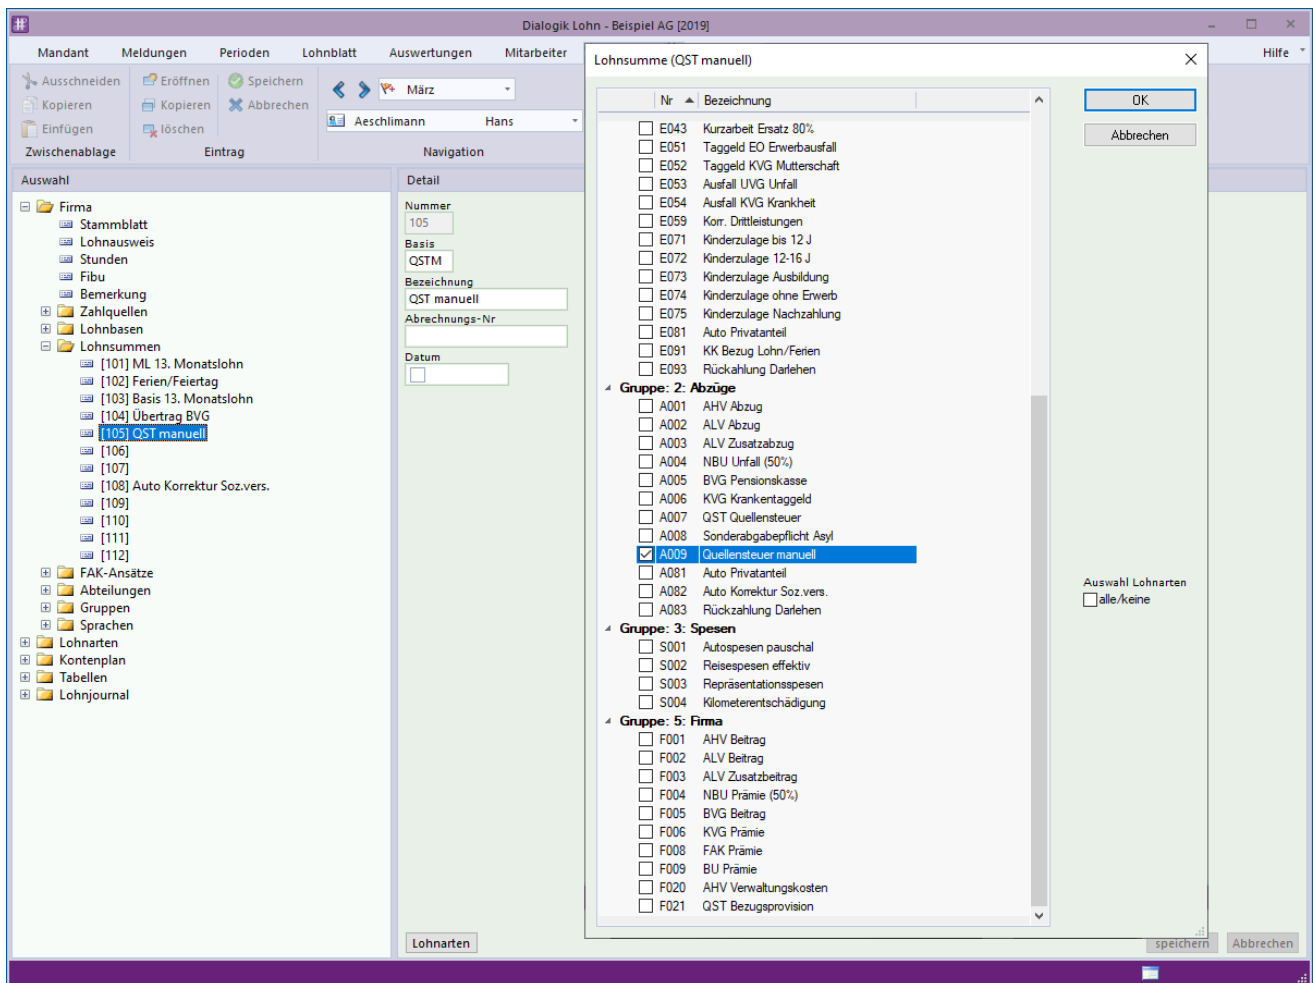 Dialogik Lohn - Beispiel AG [2019]
Mandant Meldungen Perioden Lohnblatt Auswertungen Mitarbeiter Hilfe
Ausschneiden Eröffnen Speichern
Kopieren Kopieren Abbrechen
Einfügen löschen
Zwischenablage Eintrag Navigation
März
Aeschlimann Hans
Auswahl
Firma
Stammblatt
Lohnausweis
Stunden
Fibu
Bemerkung
Zahlquellen
Lohnbasen
Lohnsummen
[101] ML 13. Monatslohn
[102] Ferien/Feiertag
[103] Basis 13. Monatslohn
[104] Übertrag BVG
[105] QST manuell
[106]
[107]
[108] Auto Korrektur Soz.vers.
[109]
[110]
[111]
[112]
FAK-Ansätze
Abteilungen
Gruppen
Sprachen
Lohnarten
Kontenplan
Tabellen
Lohnjournal
Detail
Nummer
105
Basis
QSTM
Bezeichnung
QST manuell
Abrechnungs-Nr
Datum
Lohnarten
Lohnsumme (QST manuell)
Nr Bezeichnung
E043 Kurzarbeit Ersatz 80%
E051 Taggeld EO Erwerbausfall
E052 Taggeld KVG Mutterschaft
E053 Ausfall UVG Unfall
E054 Ausfall KVG Krankheit
E059 Korr. Drittleistungen
E071 Kinderzulage bis 12 J
E072 Kinderzulage 12-16 J
E073 Kinderzulage Ausbildung
E074 Kinderzulage ohne Erwerb
E075 Kinderzulage Nachzahlung
E081 Auto Privatanteil
E091 KK Bezug Lohn/Ferien
E093 Rückahlung Darlehen
Gruppe: 2: Abzüge
A001 AHV Abzug
A002 ALV Abzug
A003 ALV Zusatzabzug
A004 NBU Unfall (50%)
A005 BVG Pensionskasse
A006 KVG Krankentaggeld
A007 QST Quellensteuer
A008 Sonderabgabepflicht Asyl
A009 Quellensteuer manuell
A081 Auto Privatanteil
A082 Auto Korrektur Soz.vers.
A083 Rückzahlung Darlehen
Gruppe: 3: Spesen
S001 Autospesen pauschal
S002 Reisespesen effektiv
S003 Repräsentationsspesen
S004 Kilometerentschädigung
Gruppe: 5: Firma
F001 AHV Beitrag
F002 ALV Beitrag
F003 ALV Zusatzbeitrag
F004 NBU Prämie (50%)
F005 BVG Beitrag
F006 KVG Prämie
F008 FAK Prämie
F009 BU Prämie
F020 AHV Verwaltungskosten
F021 QST Bezugsprovision
OK
Abbrechen
Auswahl Lohnarten
alle/keine
speichern Abbrechen